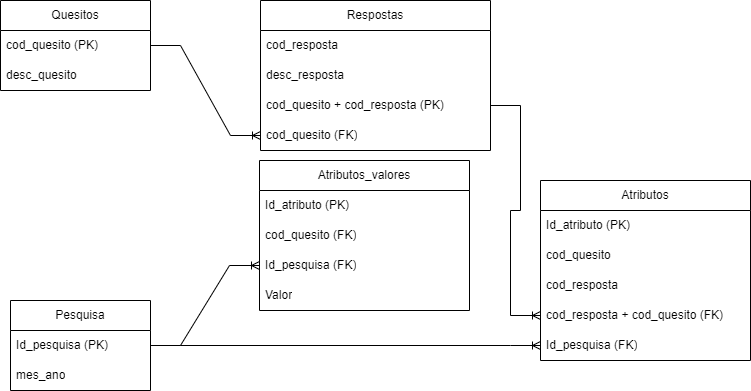 Quesitos
cod_quesito (PK)
desc_quesito
Respostas
cod_resposta
desc_resposta
cod_quesito + cod_resposta (PK)
cod_quesito (FK)
Atributos_valores
Id_atributo (PK)
cod_quesito (FK)
Id_pesquisa (FK)
Valor
Atributos
Id_atributo (PK)
cod_quesito
cod_resposta
cod_resposta + cod_quesito (FK)
Id_pesquisa (FK)
Pesquisa
Id_pesquisa (PK)
mes_ano